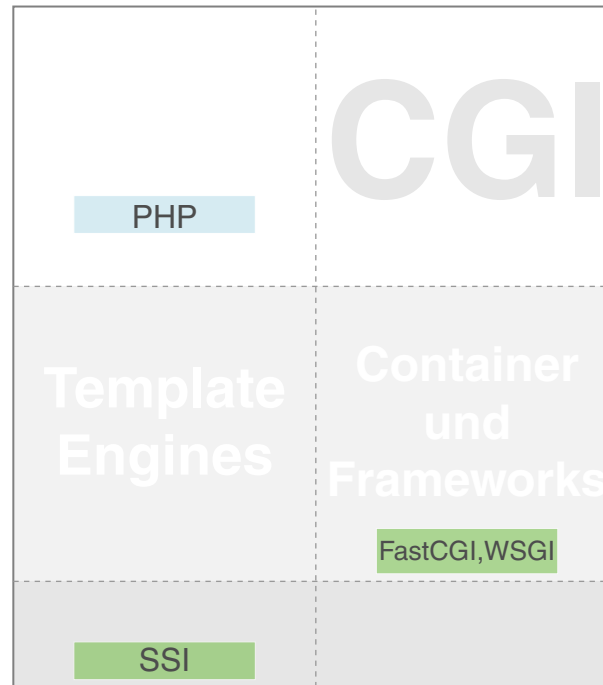 CGI
PHP
Template
Engines
Container
und
Frameworks
FastCGI,WSGI
SSI